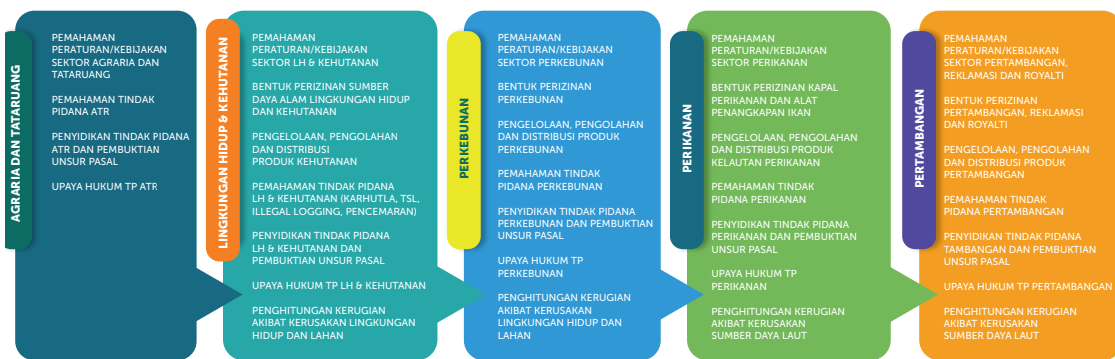 AGRARIA DAN TATARUANG
PEMAHAMAN
PERATURAN/KEBIJAKAN
SEKTOR AGRARIA DAN
TATARUANG
PEMAHAMAN TINDAK
PIDANA ATR
PENYIDIKAN TINDAK PIDANA
ATR DAN PEMBUKTIAN
UNSUR PASAL
UPAYA HUKUM TP ATR
LINGKUNGAN HIDUP & KEHUTANAN
PEMAHAMAN
PERATURAN/KEBIJAKAN
SEKTOR LH & KEHUTANAN
BENTUK PERIZINAN SUMBER
DAYA ALAM LINGKUNGAN HIDUP
DAN KEHUTANAN
PENGELOLAAN, PENGOLAHAN
DAN DISTRIBUSI
PRODUK KEHUTANAN
PEMAHAMAN TINDAK PIDANA
LH & KEHUTANAN (KARHUTLA, TSL,
ILLEGAL LOGGING, PENCEMARAN)
PENYIDIKAN TINDAK PIDANA
LH & KEHUTANAN DAN
PEMBUKTIAN UNSUR PASAL
UPAYA HUKUM TP LH & KEHUTANAN
PENGHITUNGAN KERUGIAN
AKIBAT KERUSAKAN LINGKUNGAN
HIDUP DAN LAHAN
PERKEBUNAN
PEMAHAMAN
PERATURAN/KEBIJAKAN
SEKTOR PERKEBUNAN
BENTUK PERIZINAN
PERKEBUNAN
PENGELOLAAN, PENGOLAHAN
DAN DISTRIBUSI PRODUK
PERKEBUNAN
PEMAHAMAN TINDAK
PIDANA PERKEBUNAN
PENYIDIKAN TINDAK PIDANA
PERKEBUNAN DAN PEMBUKTIAN
UNSUR PASAL
UPAYA HUKUM TP
PERKEBUNAN
PENGHITUNGAN KERUGIAN
AKIBAT KERUSAKAN
LINGKUNGAN HIDUP DAN
LAHAN
PERIKANAN
PEMAHAMAN
PERATURAN/KEBIJAKAN
SEKTOR PERIKANAN
BENTUK PERIZINAN KAPAL
PERIKANAN DAN ALAT
PENANGKAPAN IKAN
PENGELOLAAN, PENGOLAHAN
DAN DISTRIBUSI PRODUK
KELAUTAN PERIKANAN
PEMAHAMAN TINDAK
PIDANA PERIKANAN
PENYIDIKAN TINDAK PIDANA
PERIKANAN DAN PEMBUKTIAN
UNSUR PASAL
UPAYA HUKUM TP
PERIKANAN
PENGHITUNGAN KERUGIAN
AKIBAT KERUSAKAN
SUMBER DAYA LAUT
PERTAMBANGAN
PEMAHAMAN
PERATURAN/KEBIJAKAN
SEKTOR PERTAMBANGAN,
REKLAMASI DAN ROYALTI
BENTUK PERIZINAN
PERTAMBANGAN, REKLAMASI
DAN ROYALTI
PENGELOLAAN, PENGOLAHAN
DAN DISTRIBUSI PRODUK
PERTAMBANGAN
PEMAHAMAN TINDAK
PIDANA PERTAMBANGAN
PENYIDIKAN TINDAK PIDANA
TAMBANGAN DAN PEMBUKTIAN
UNSUR PASAL
UPAYA HUKUM TP PERTAMBANGAN
PENGHITUNGAN KERUGIAN
AKIBAT KERUSAKAN
SUMBER DAYA LAUT